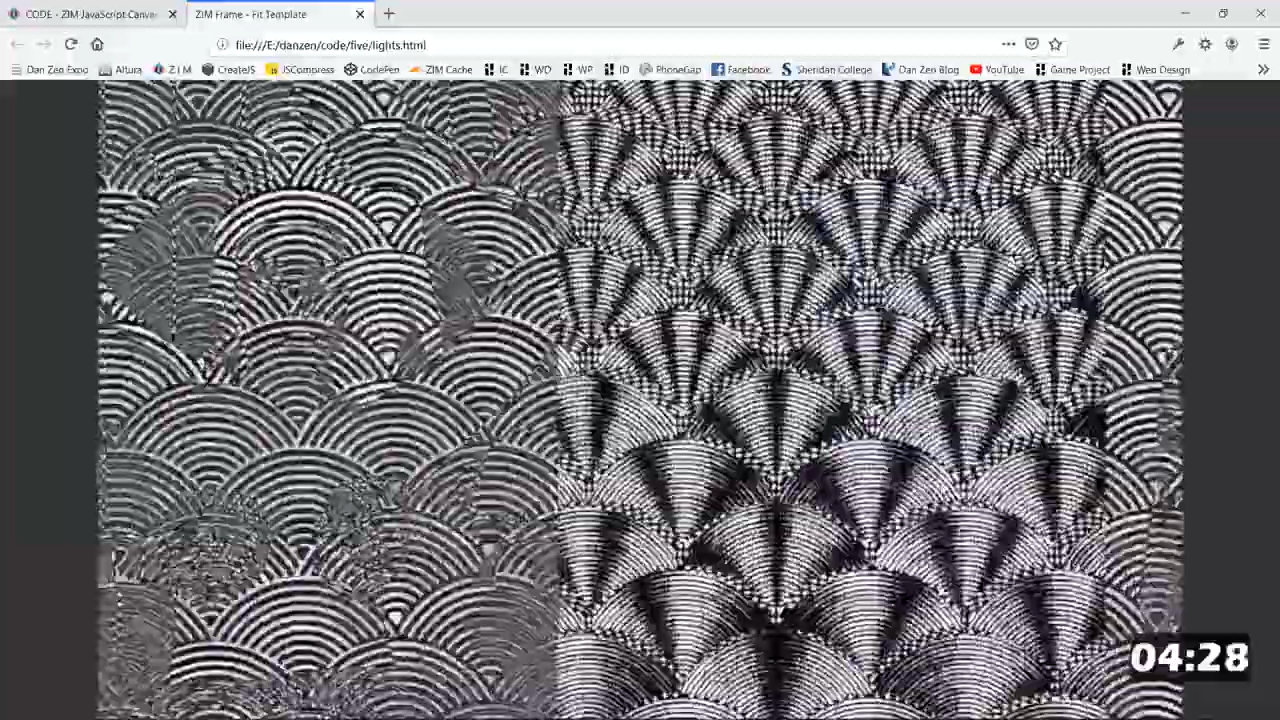 CODE - ZIM JavaScript Canva
ZIM Frame - Fit Template
file:///E:/danzen/code/five/lights.html
Dan Zen Expo
Altura
Z I M
CreateJS
JSCompress
CodePen
ZIM Cache
IC
WD
WP
ID
PhoneGap
Facebook
Sheridan College
Dan Zen Blog
YouTube
Game Project
Web Design
04:28